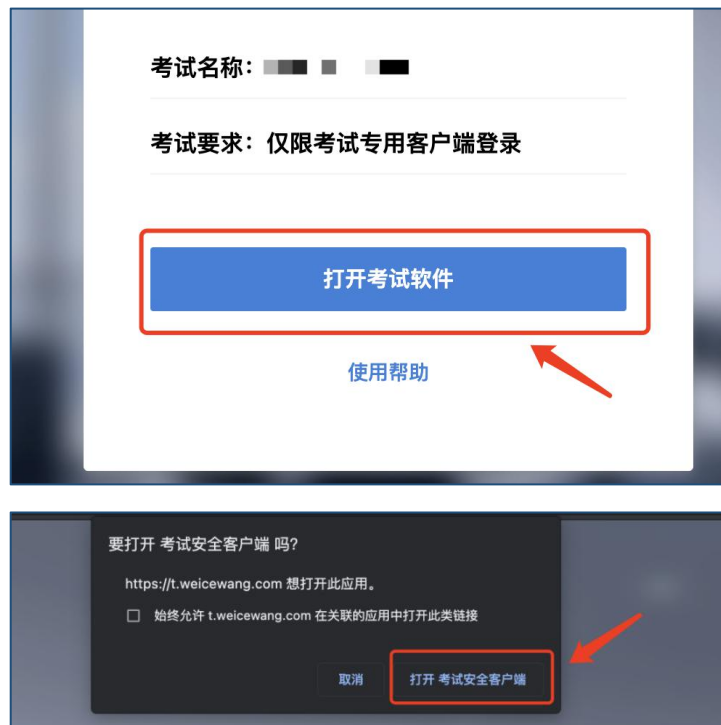 考试名称：
考试要求：仅限考试专用客户端登录
打开考试软件
使用帮助
要打开 考试安全客户端 吗？
https://t.weicewang.com 想打开此应用。
始终允许 t.weicewang.com 在关联的应用中打开此类链接
取消
打开 考试安全客户端